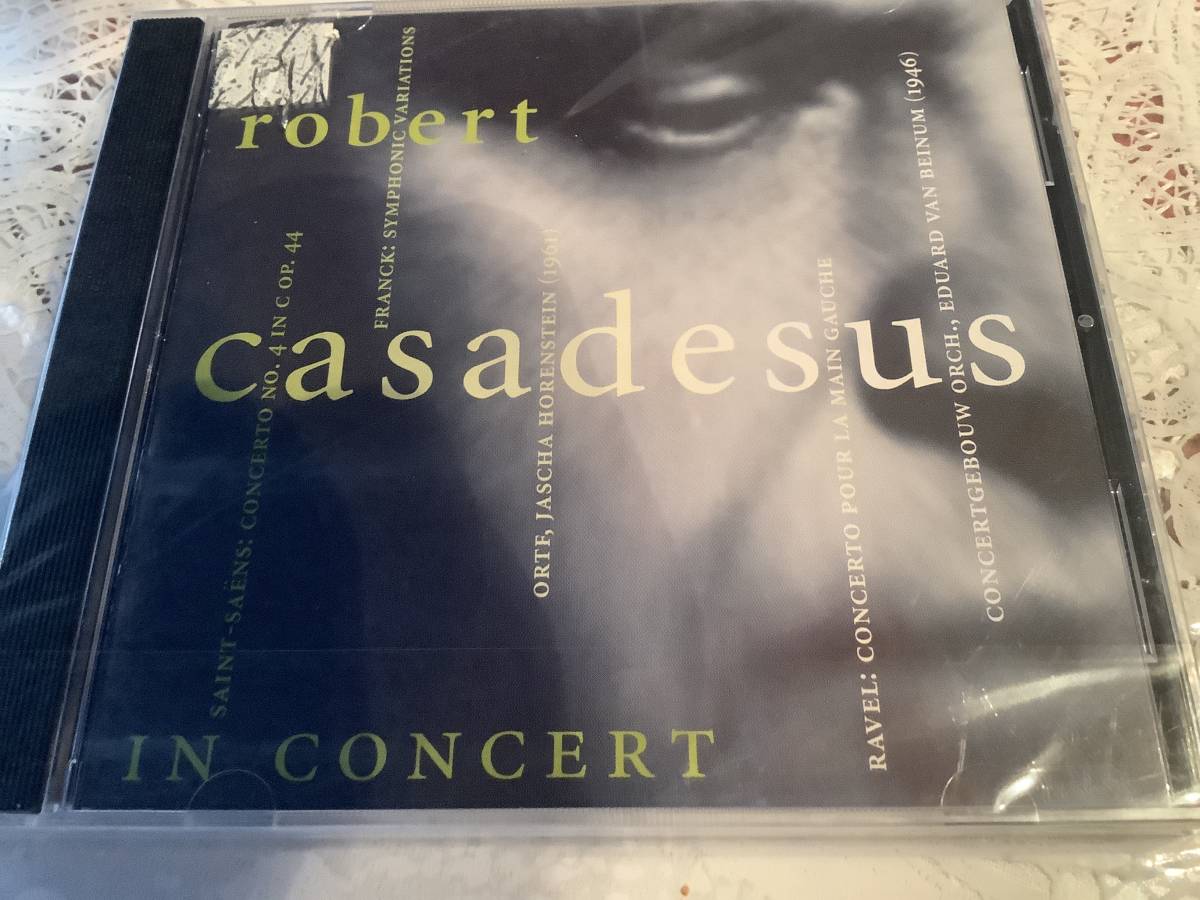 robert
casadesus
SAINT-SAËNS: CONCERTO NO. 4 IN C OP. 44
FRANCK: SYMPHONIC VARIATIONS
ORTF, JASCHA HORENSTEIN (1961)
RAVEL: CONCERTO POUR LA MAIN GAUCHE
CONCERTGEBOUW ORCH., EDUARD VAN BEINUM (1946)
IN CONCERT